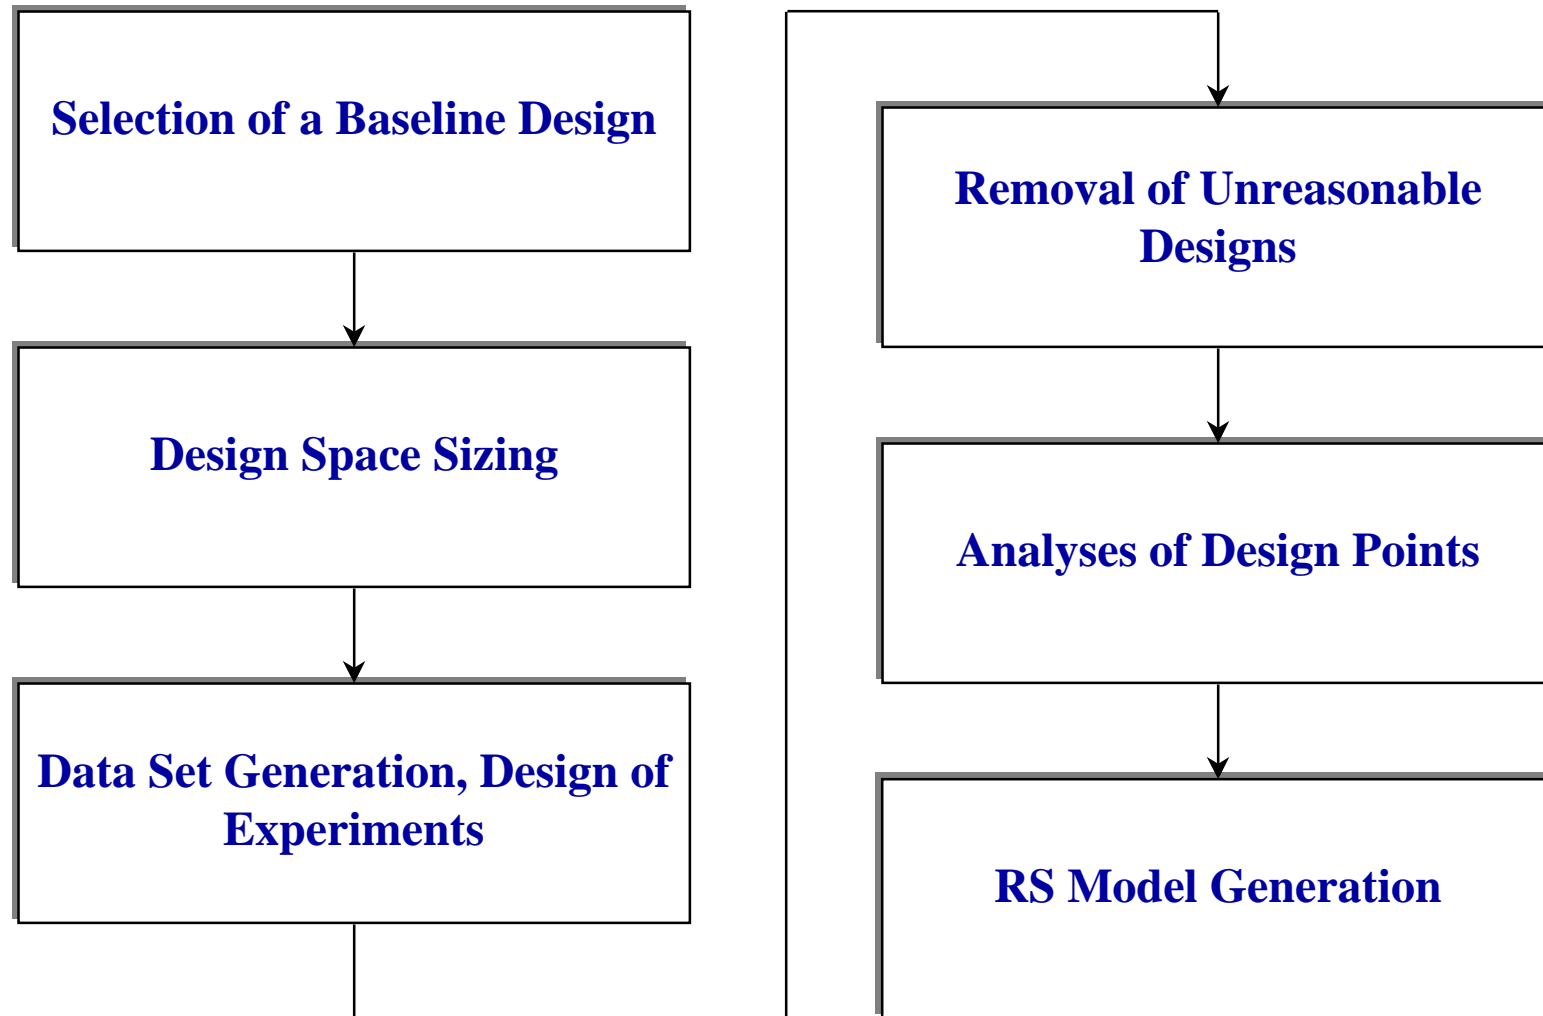 Selection of a Baseline Design
Design Space Sizing
Data Set Generation, Design of
Experiments
Removal of Unreasonable
Designs
Analyses of Design Points
RS Model Generation